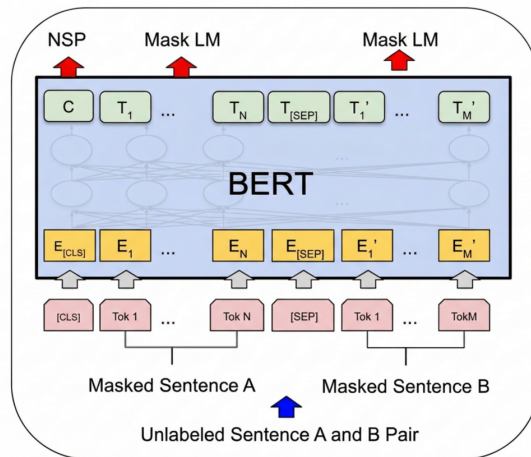 NSP Mask LM Mask LM
C T1 ... TN T[SEP] T1’ ... TM’
...
BERT
...
E[CLS] E1 ... EN E[SEP] E1’ ... EM’
[CLS] Tok 1 ... Tok N [SEP] Tok 1 ... TokM
Masked Sentence A Masked Sentence B
Unlabeled Sentence A and B Pair